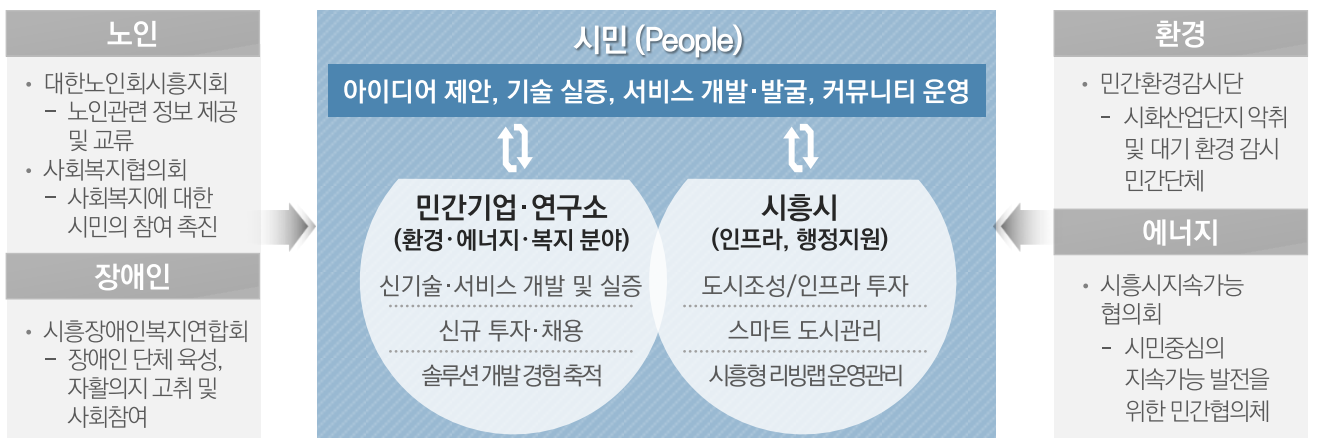 노인
• 대한노인회시흥지회
– 노인관련 정보 제공
및 교류
• 사회복지협의회
– 사회복지에 대한
시민의 참여 촉진
장애인
• 시흥장애인복지연합회
– 장애인 단체 육성,
자활의지 고취 및
사회참여
시민 (People)
아이디어 제안, 기술 실증, 서비스 개발·발굴, 커뮤니티 운영
민간기업·연구소
(환경·에너지·복지 분야)
신기술·서비스 개발 및 실증
신규 투자·채용
솔루션 개발 경험 축적
시흥시
(인프라, 행정지원)
도시조성/인프라 투자
스마트 도시관리
시흥형 리빙랩 운영관리
환경
• 민간환경감시단
– 시화산업단지 악취
및 대기 환경 감시
민간단체
에너지
• 시흥시지속가능
협의회
– 시민중심의
지속가능 발전을
위한 민간협의체